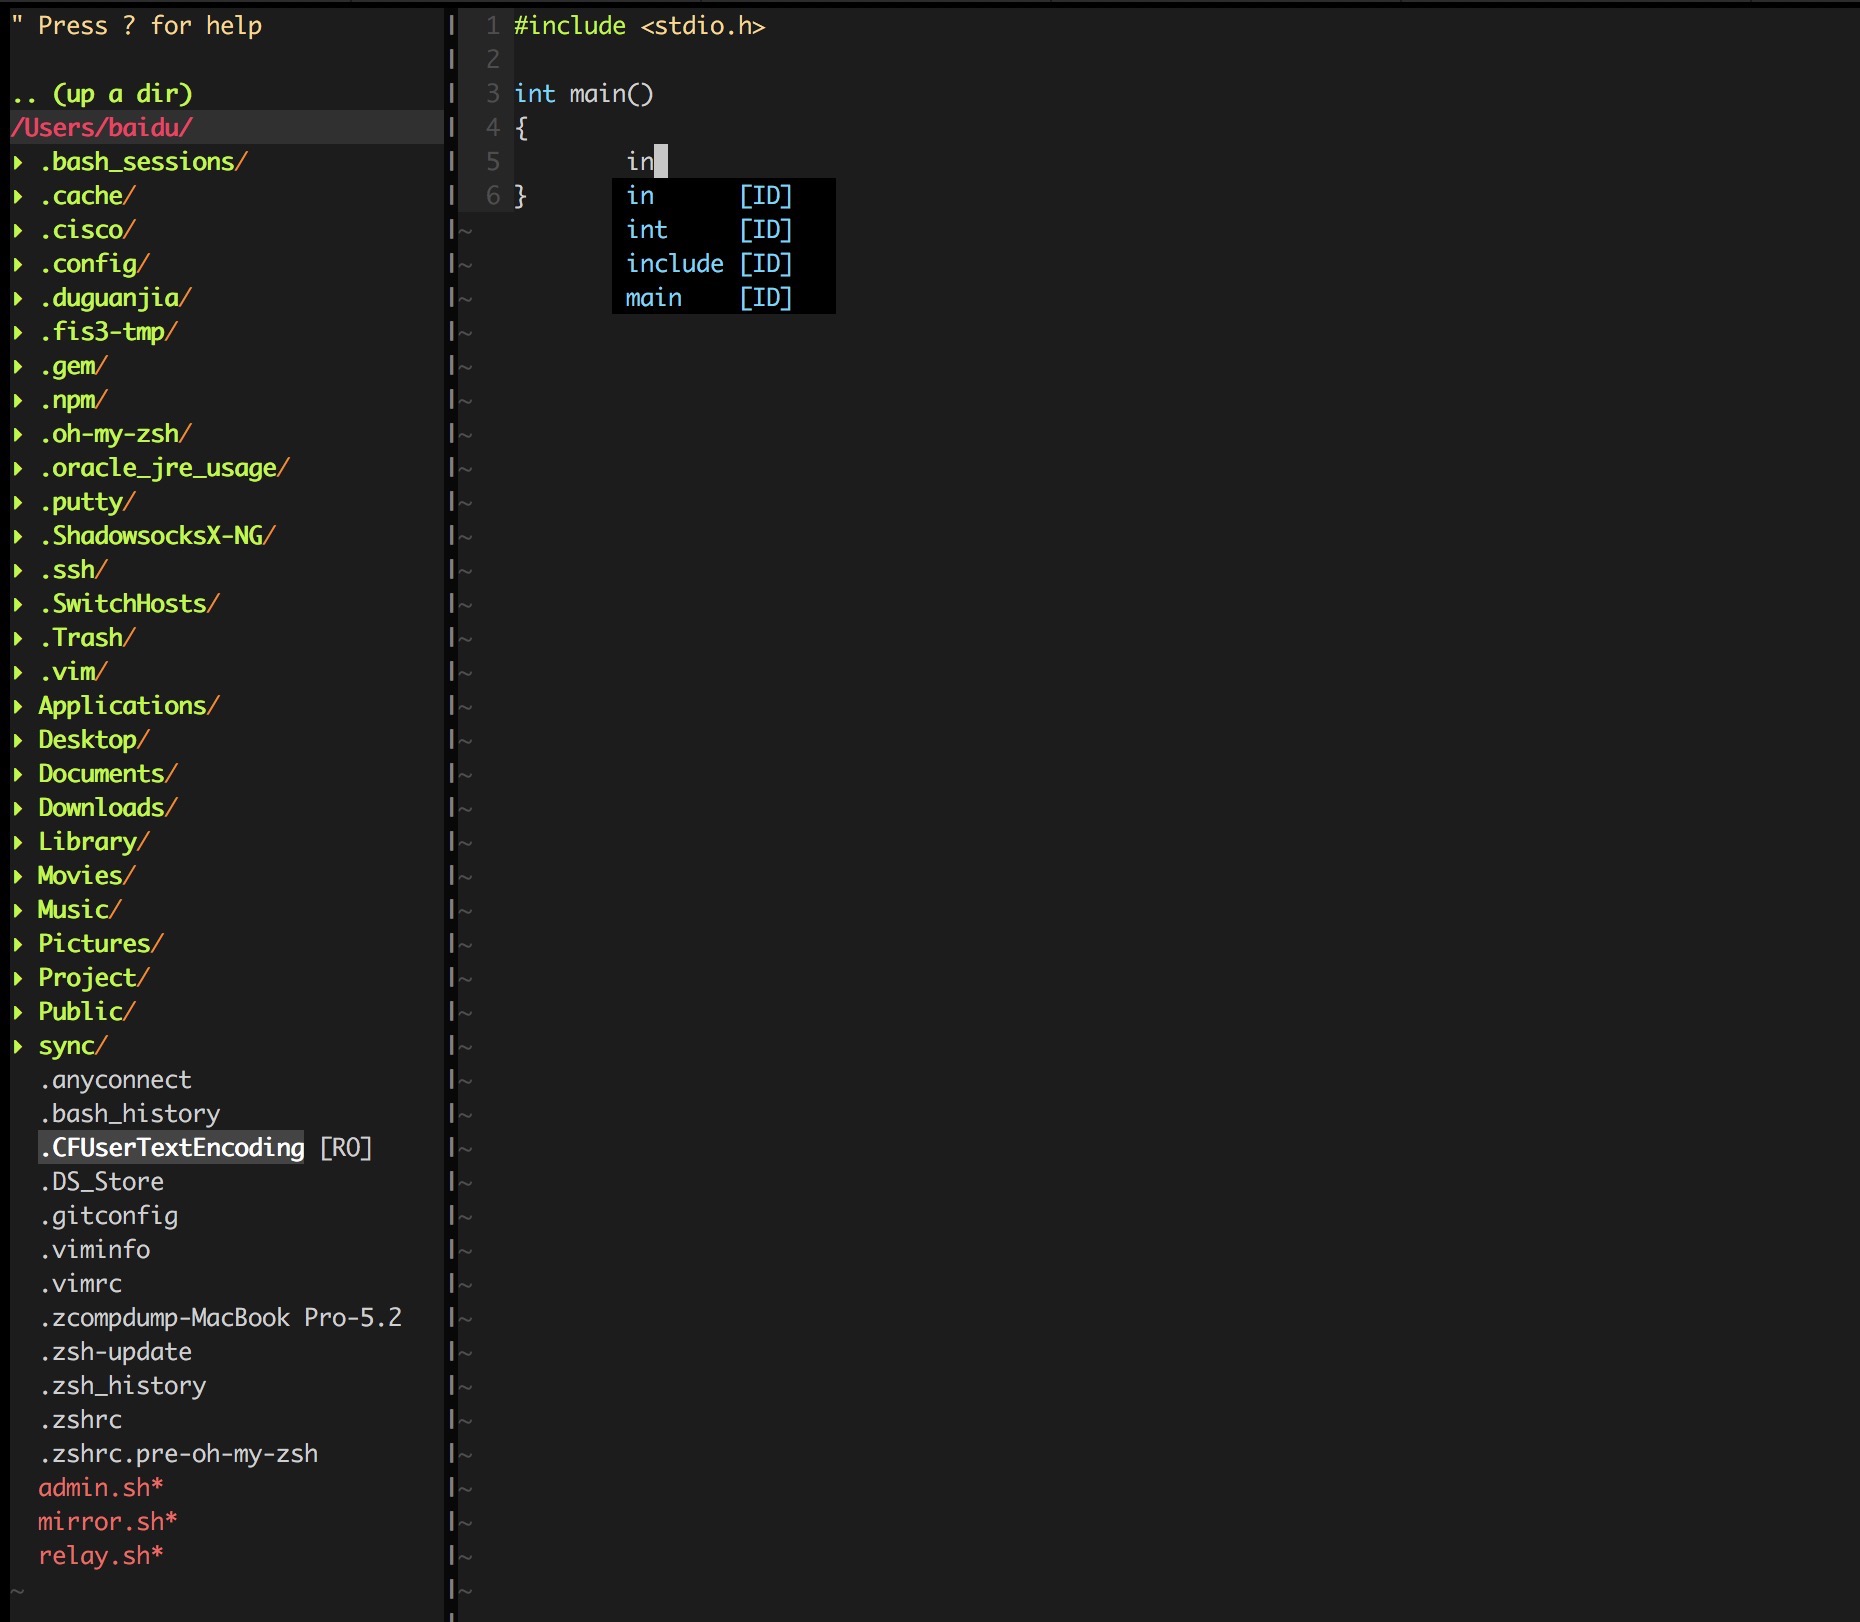 " Press ? for help
.. (up a dir)
/Users/baidu/
▸ .bash_sessions/
▸ .cache/
▸ .cisco/
▸ .config/
▸ .duguanjia/
▸ .fis3-tmp/
▸ .gem/
▸ .npm/
▸ .oh-my-zsh/
▸ .oracle_jre_usage/
▸ .putty/
▸ .ShadowsocksX-NG/
▸ .ssh/
▸ .SwitchHosts/
▸ .Trash/
▸ .vim/
▸ Applications/
▸ Desktop/
▸ Documents/
▸ Downloads/
▸ Library/
▸ Movies/
▸ Music/
▸ Pictures/
▸ Project/
▸ Public/
▸ sync/
.anyconnect
.bash_history
.CFUserTextEncoding [RO]
.DS_Store
.gitconfig
.viminfo
.vimrc
.zcompdump-MacBook Pro-5.2
.zsh-update
.zsh_history
.zshrc
.zshrc.pre-oh-my-zsh
admin.sh*
mirror.sh*
relay.sh*
1 #include <stdio.h>
2
3 int main()
4 {
5 in
6 }
in [ID]
int [ID]
include [ID]
main [ID]